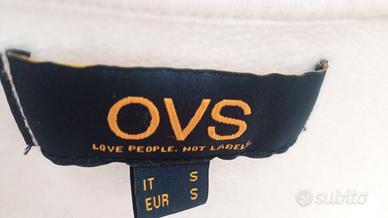 OVS
LOVE PEOPLE. NOT LABELS.
IT S
EUR S
subito